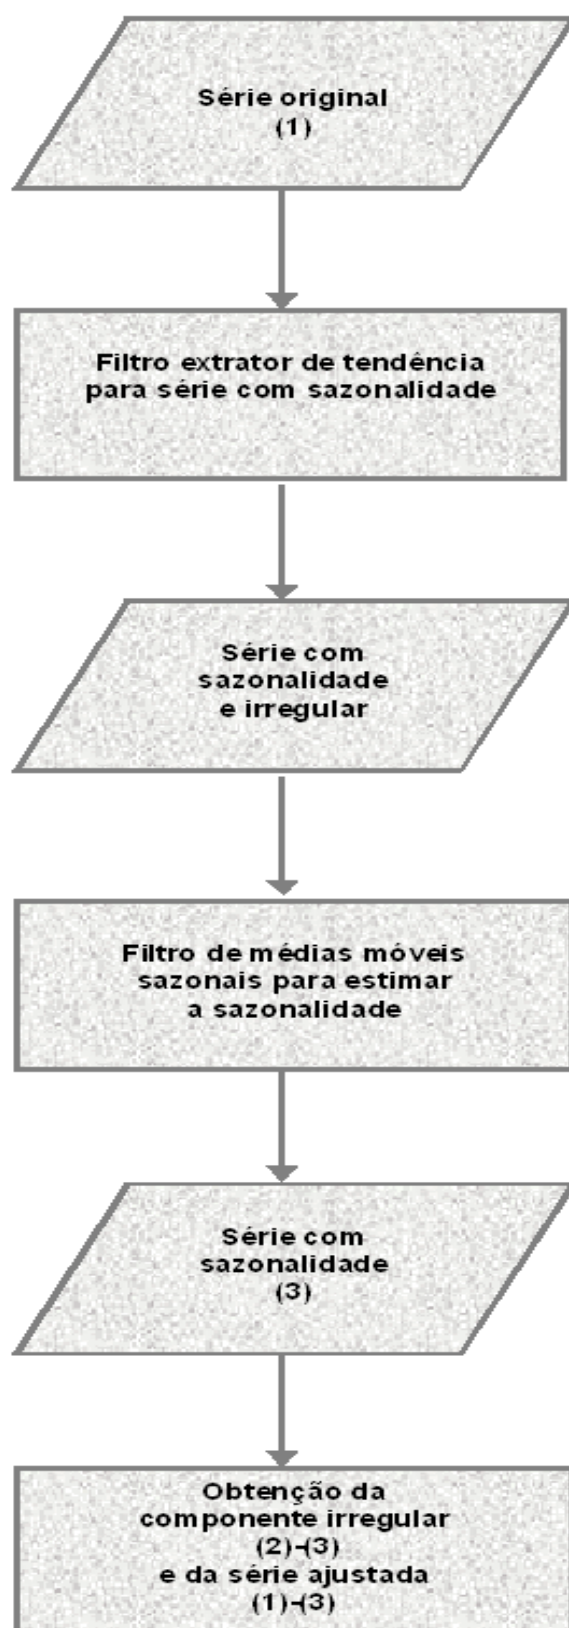 Série original
(1)
Filtro extrator de tendência
para série com sazonalidade
Série com
sazonalidade
e irregular
Filtro de médias móveis
sazonais para estimar
a sazonalidade
Série com
sazonalidade
(3)
Obtenção da
componente irregular
(2)-(3)
e da série ajustada
(1)-(3)